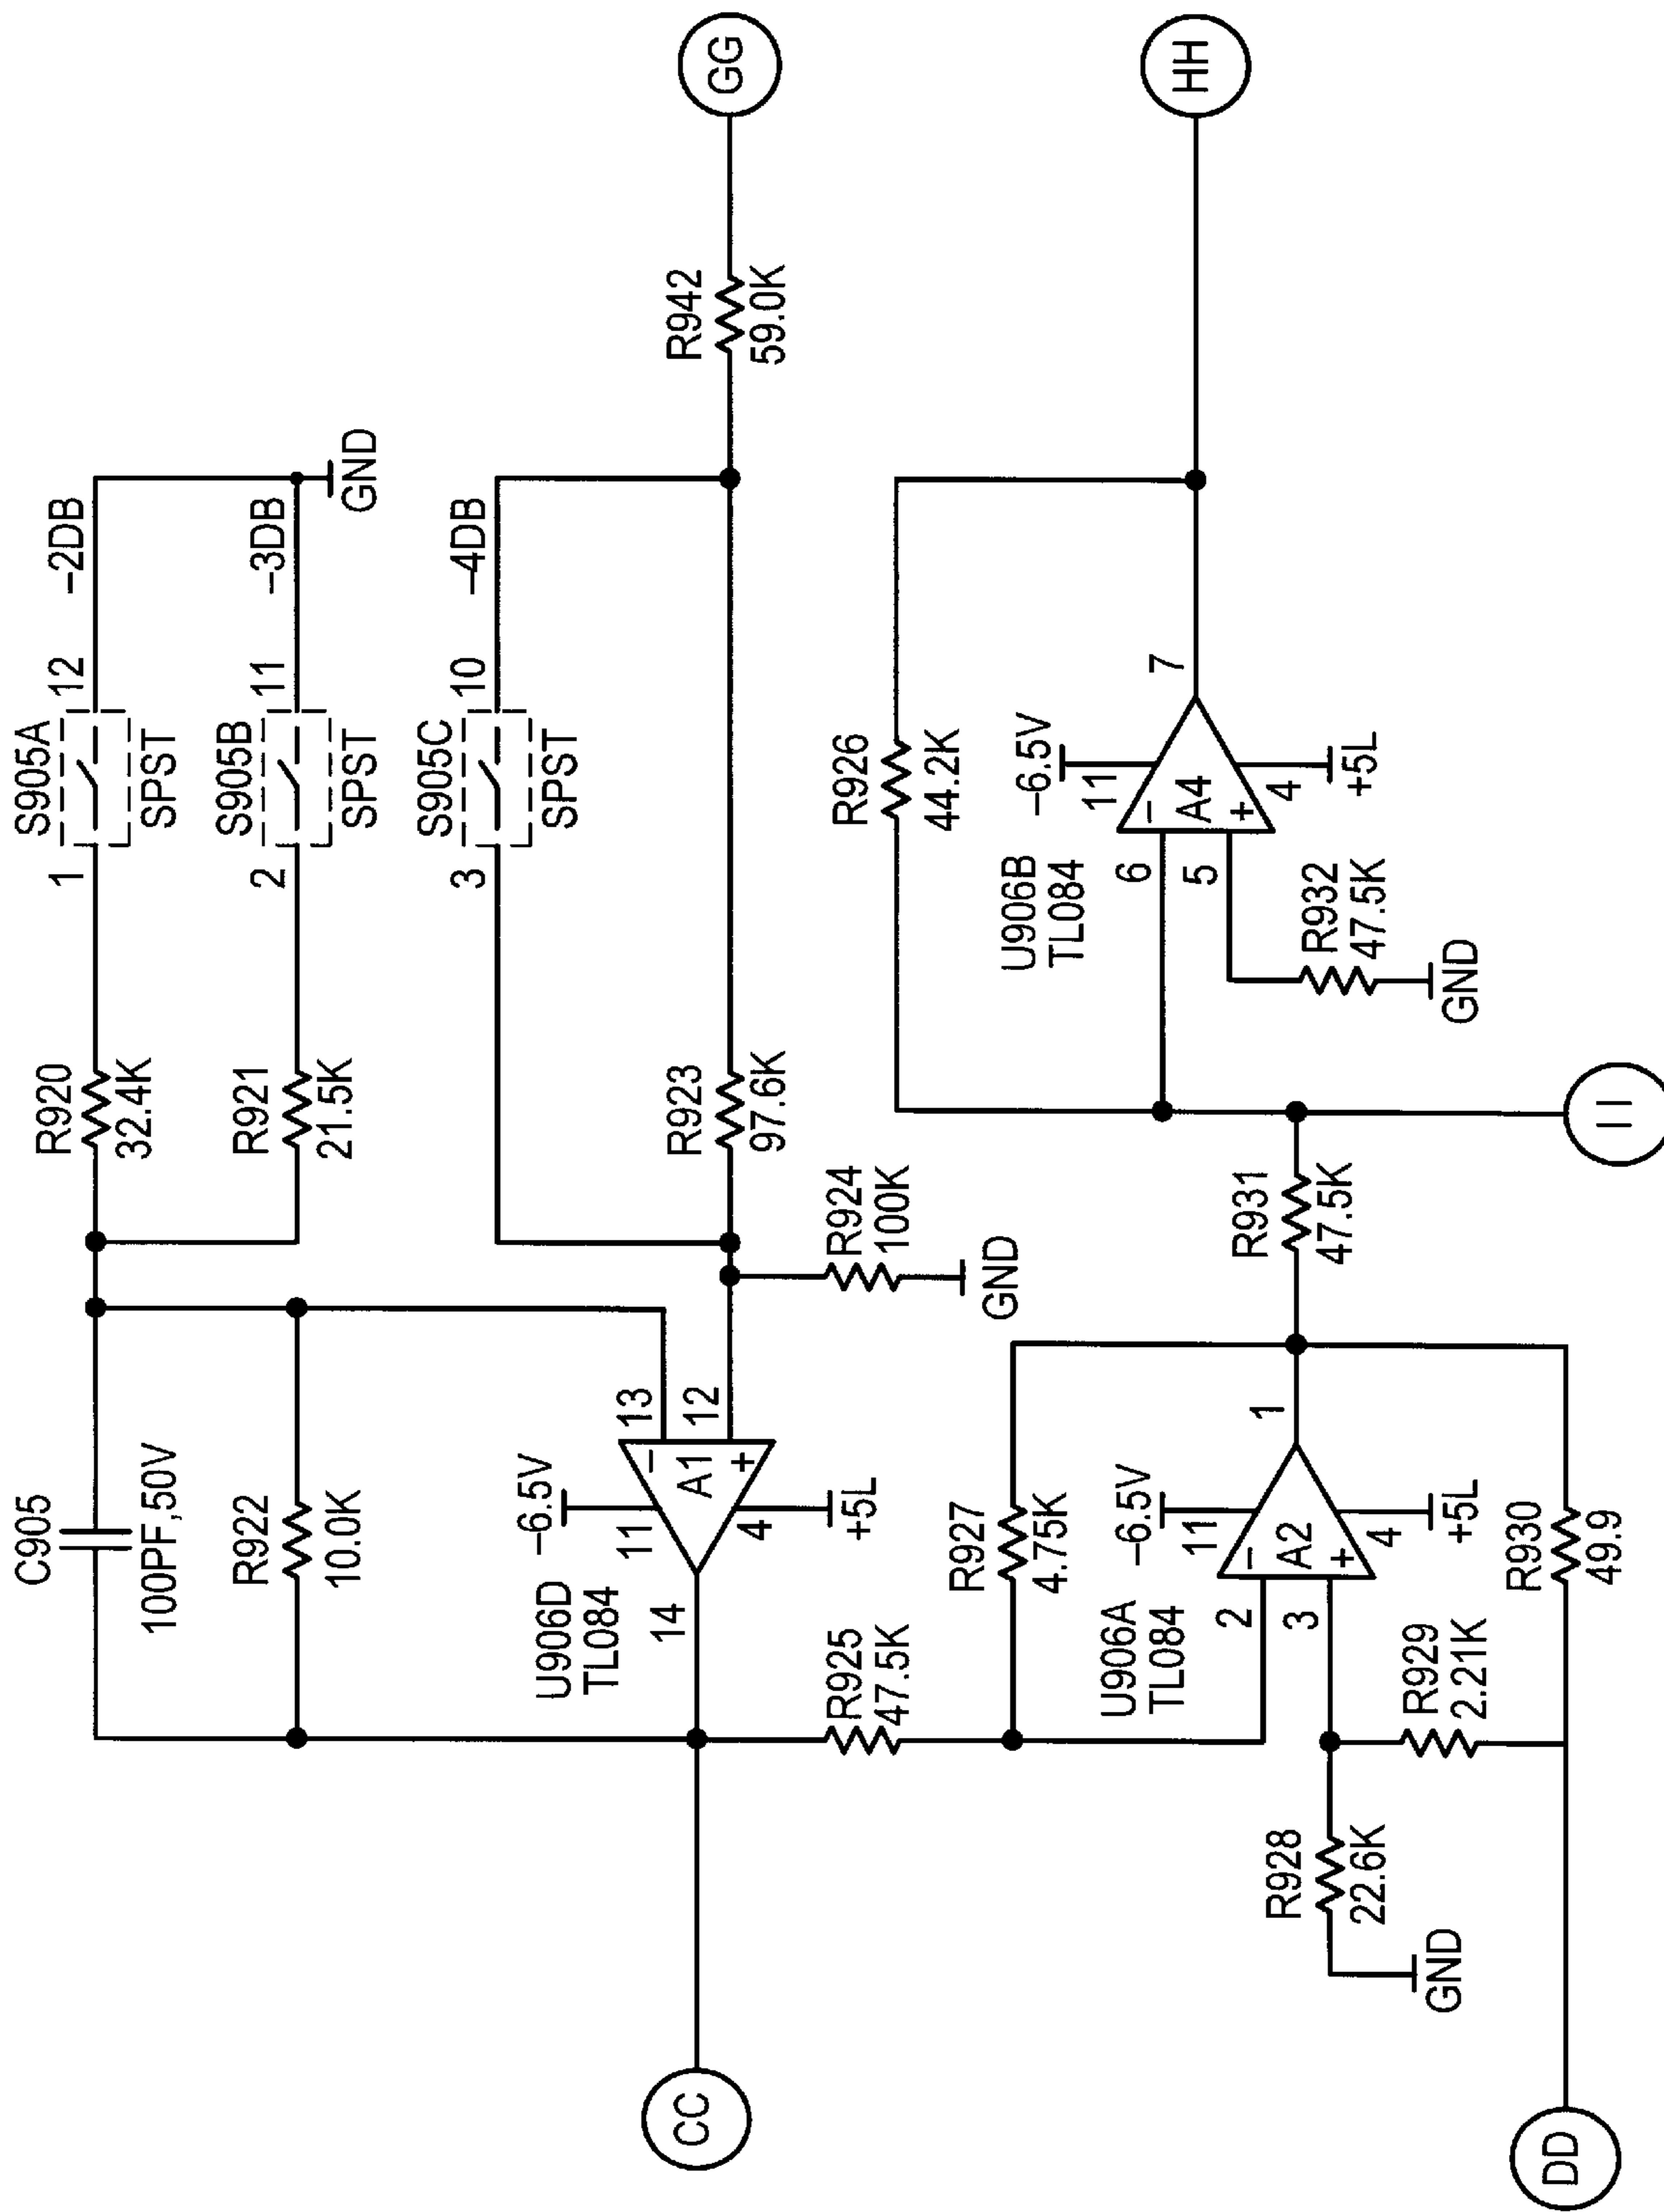 C905
100PF,50V
R922
10.0K
R920
32.4K
1
S905A
12
SPST
–2DB
R921
21.5K
2
S905B
11
SPST
–3DB
GND
3
S905C
10
SPST
–4DB
U906D
TL084
14
–6.5V
11
13
A1
12
–
+
4
+5L
R923
97.6K
R924
100K
GND
R942
59.0K
GG
CC
R925
47.5K
R927
4.75K
U906A
TL084
2
3
–6.5V
11
–
A2
+
4
+5L
1
R931
47.5K
R926
44.2K
U906B
TL084
6
5
–6.5V
11
–
A4
+
4
+5L
7
HH
R932
47.5K
GND
II
R928
22.6K
GND
R929
2.21K
R930
49.9
DD